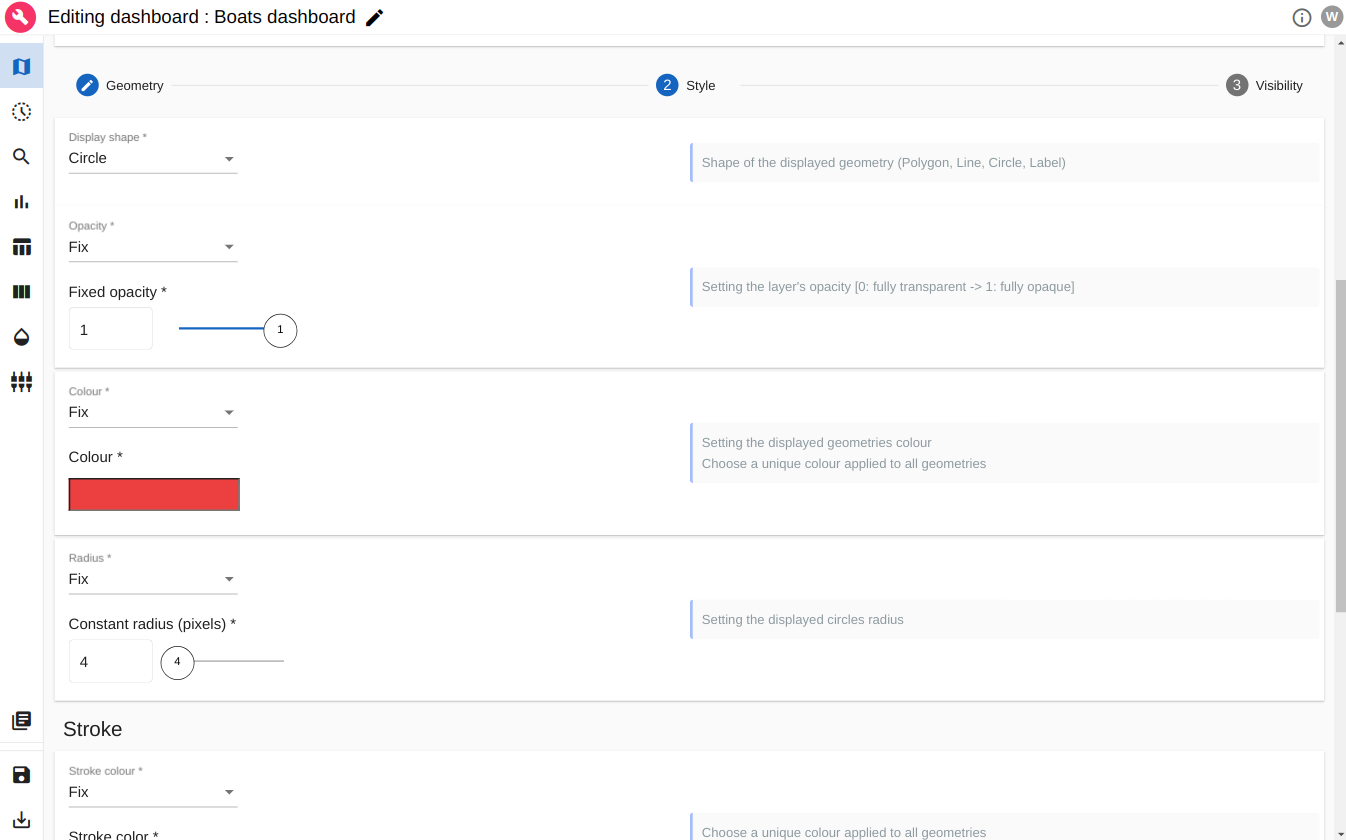 Editing dashboard : Boats dashboard
W
Geometry
2 Style
3 Visibility
Display shape *
Circle
Shape of the displayed geometry (Polygon, Line, Circle, Label)
Opacity *
Fix
Fixed opacity *
1
1
Setting the layer's opacity [0: fully transparent -> 1: fully opaque]
Colour *
Fix
Colour *
Setting the displayed geometries colour
Choose a unique colour applied to all geometries
Radius *
Fix
Constant radius (pixels) *
4
4
Setting the displayed circles radius
Stroke
Stroke colour *
Fix
Stroke color *
Choose a unique colour applied to all geometries